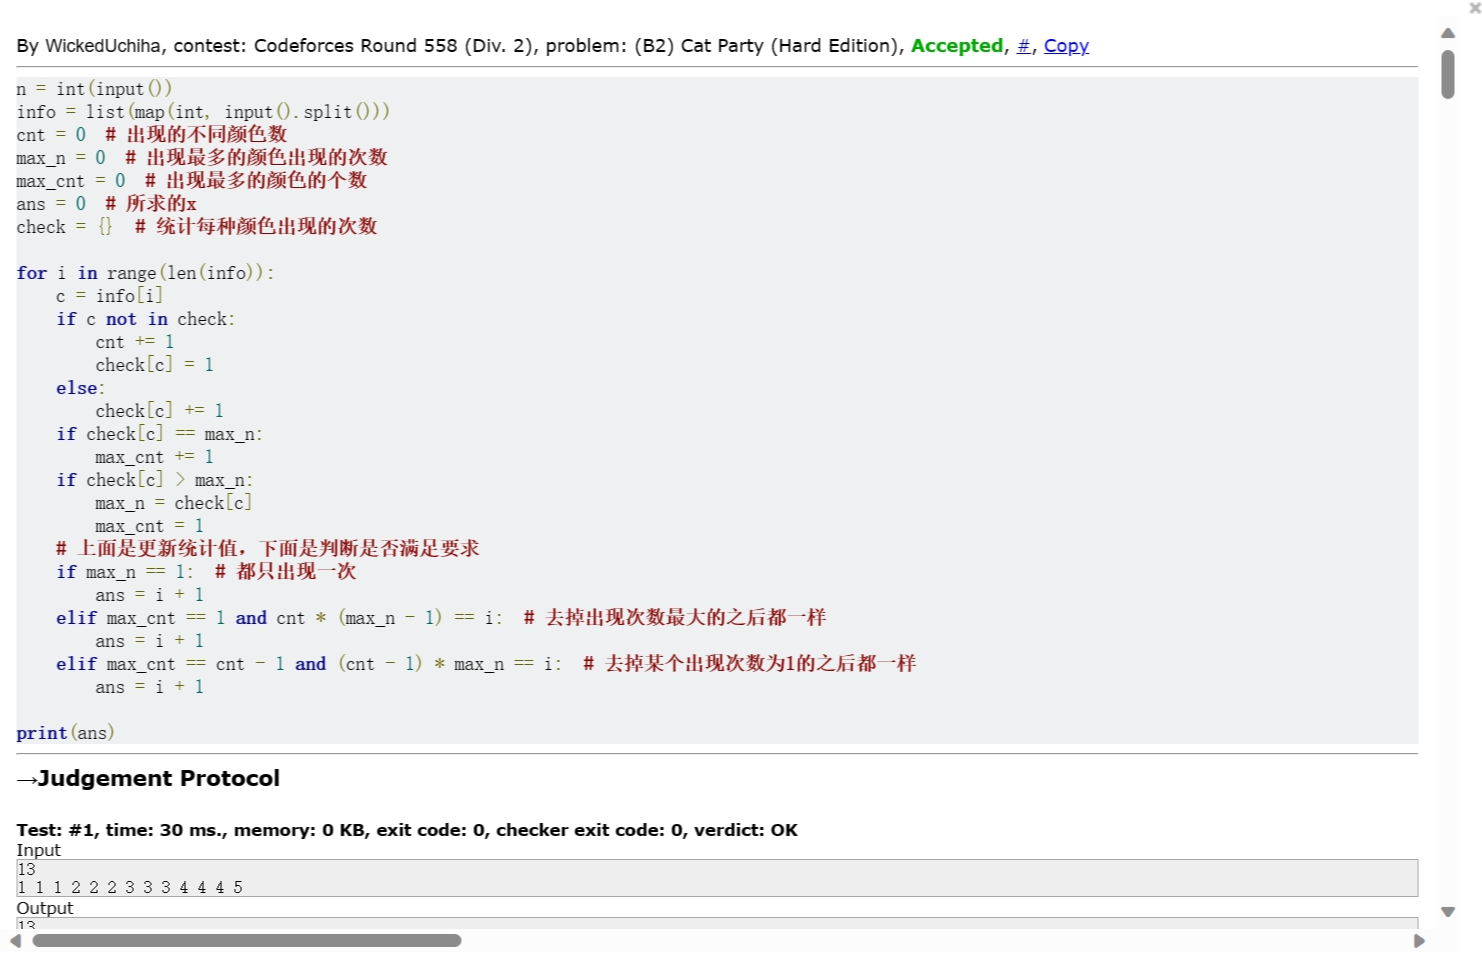 By WickedUchiha, contest: Codeforces Round 558 (Div. 2), problem: (B2) Cat Party (Hard Edition), Accepted, #, Copy
n = int(input())
info = list(map(int, input().split()))
cnt = 0  # 出现的不同颜色数
max_n = 0  # 出现最多的颜色出现的次数
max_cnt = 0  # 出现最多的颜色的个数
ans = 0  # 所求的x
check = {}  # 统计每种颜色出现的次数
for i in range(len(info)):
    c = info[i]
    if c not in check:
        cnt += 1
        check[c] = 1
    else:
        check[c] += 1
    if check[c] == max_n:
        max_cnt += 1
    if check[c] > max_n:
        max_n = check[c]
        max_cnt = 1
    # 上面是更新统计值，下面是判断是否满足要求
    if max_n == 1:  # 都只出现一次
        ans = i + 1
    elif max_cnt == 1 and cnt * (max_n - 1) == i:  # 去掉出现次数最大的之后都一样
        ans = i + 1
    elif max_cnt == cnt - 1 and (cnt - 1) * max_n == i:  # 去掉某个出现次数为1的之后都一样
        ans = i + 1
print(ans)
→Judgement Protocol
Test: #1, time: 30 ms., memory: 0 KB, exit code: 0, checker exit code: 0, verdict: OK
Input
13
1 1 1 2 2 2 3 3 3 4 4 4 5
Output
13